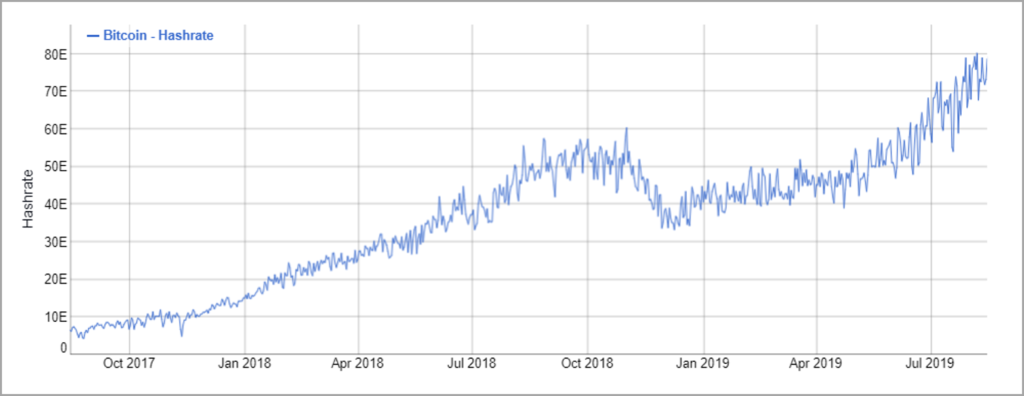 Bitcoin - Hashrate
Hashrate
80E
70E
60E
50E
40E
30E
20E
10E
0
Oct 2017 Jan 2018 Apr 2018 Jul 2018 Oct 2018 Jan 2019 Apr 2019 Jul 2019